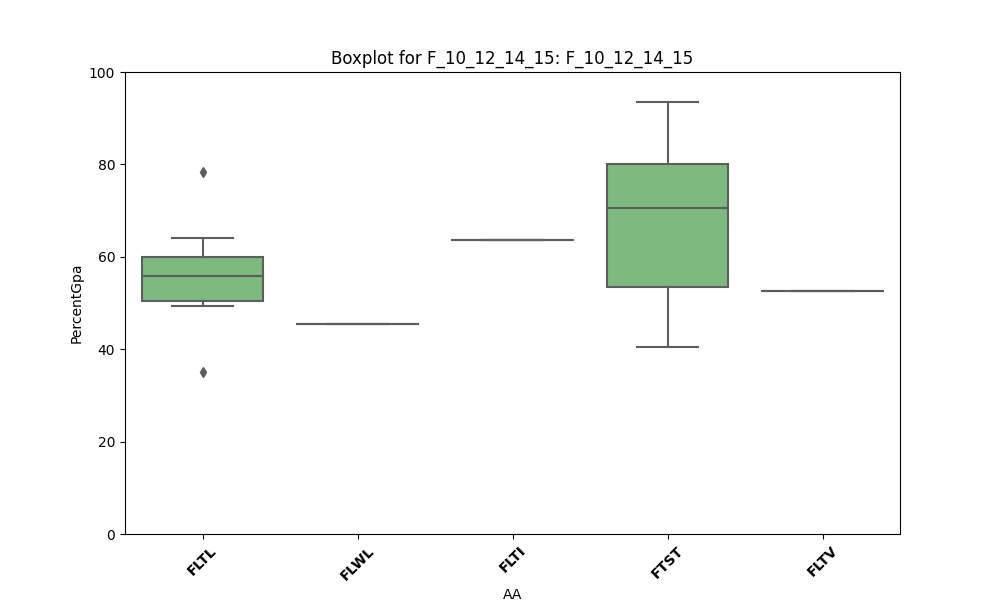 Boxplot for F_10_12_14_15: F_10_12_14_15
100
80
60
40
20
0
PercentGpa
FLTL
FLWL
FLTI
FTST
FLTV
AA